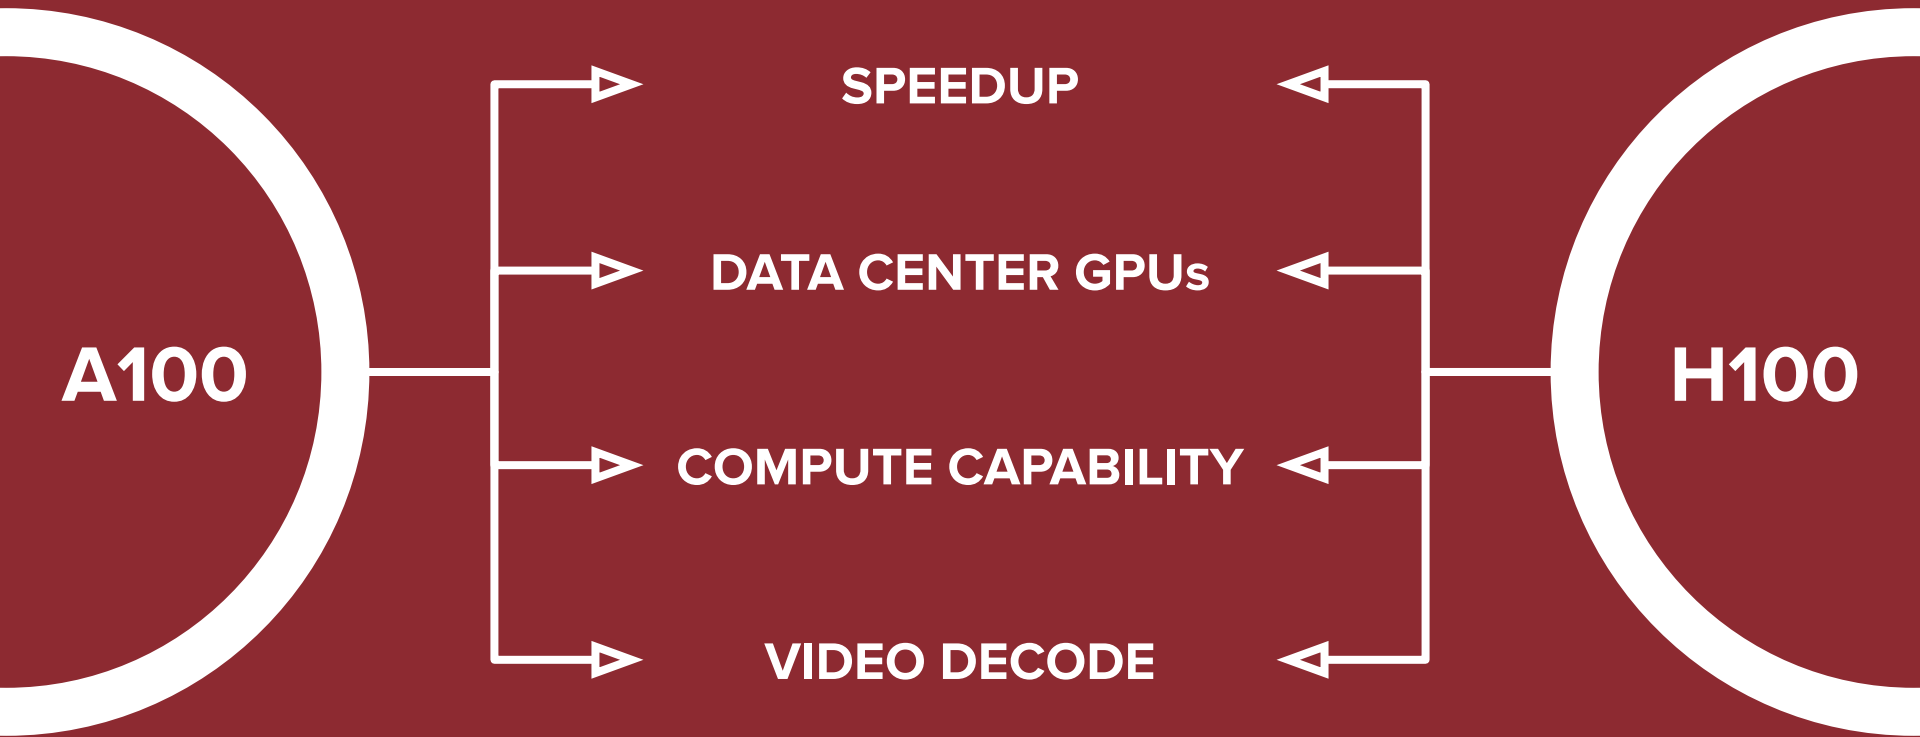 A100
SPEEDUP
DATA CENTER GPUs
COMPUTE CAPABILITY
VIDEO DECODE
H100